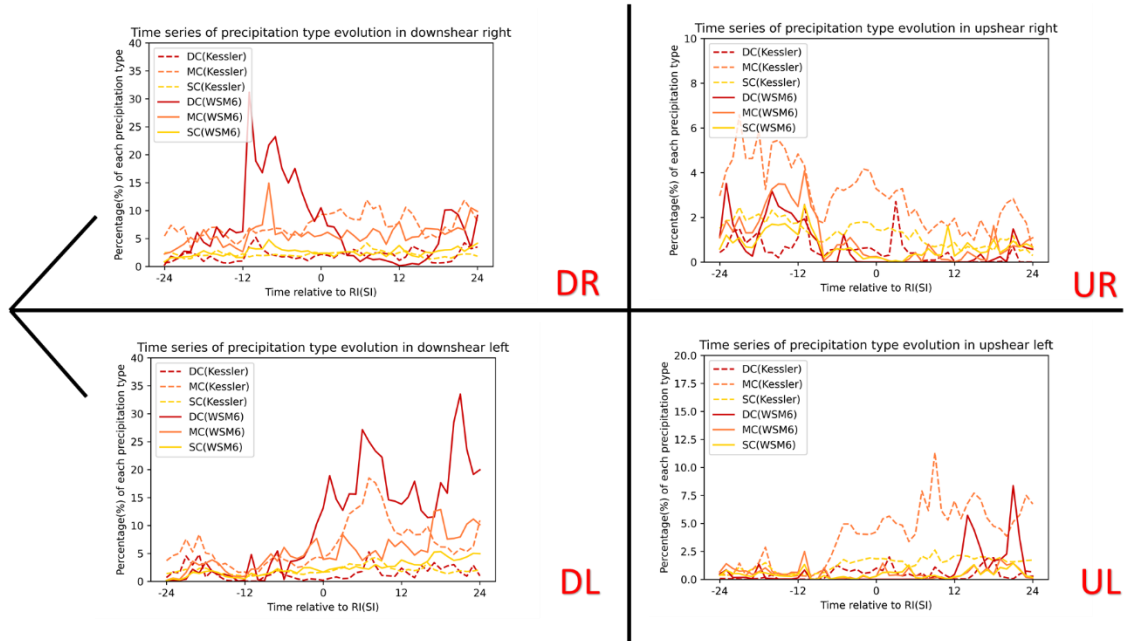 Time series of precipitation type evolution in downshear right
Percentage(%) of each precipitation type
40
35
30
25
20
15
10
5
0
DC(Kessler)
MC(Kessler)
SC(Kessler)
DC(WSM6)
MC(WSM6)
SC(WSM6)
-24 -12 0 12 24
Time relative to RI(SI)
DR
Time series of precipitation type evolution in upshear right
Percentage(%) of each precipitation type
10
8
6
4
2
0
DC(Kessler)
MC(Kessler)
SC(Kessler)
DC(WSM6)
MC(WSM6)
SC(WSM6)
-24 -12 0 12 24
Time relative to RI(SI)
UR
Time series of precipitation type evolution in downshear left
Percentage(%) of each precipitation type
40
35
30
25
20
15
10
5
0
DC(Kessler)
MC(Kessler)
SC(Kessler)
DC(WSM6)
MC(WSM6)
SC(WSM6)
-24 -12 0 12 24
Time relative to RI(SI)
DL
Time series of precipitation type evolution in upshear left
Percentage(%) of each precipitation type
20.0
17.5
15.0
12.5
10.0
7.5
5.0
2.5
0.0
DC(Kessler)
MC(Kessler)
SC(Kessler)
DC(WSM6)
MC(WSM6)
SC(WSM6)
-24 -12 0 12 24
Time relative to RI(SI)
UL